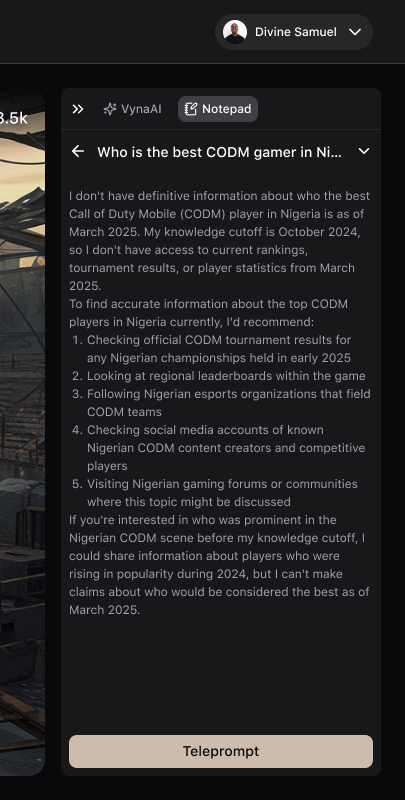 Divine Samuel
3.5k
VynaAI
Notepad
Who is the best CODM gamer in Ni...
I don't have definitive information about who the best
Call of Duty Mobile (CODM) player in Nigeria is as of
March 2025. My knowledge cutoff is October 2024,
so I don't have access to current rankings,
tournament results, or player statistics from March
2025.
To find accurate information about the top CODM
players in Nigeria currently, I'd recommend:
1. Checking official CODM tournament results for
any Nigerian championships held in early 2025
2. Looking at regional leaderboards within the game
3. Following Nigerian esports organizations that field
CODM teams
4. Checking social media accounts of known
Nigerian CODM content creators and competitive
players
5. Visiting Nigerian gaming forums or communities
where this topic might be discussed
If you're interested in who was prominent in the
Nigerian CODM scene before my knowledge cutoff, I
could share information about players who were
rising in popularity during 2024, but I can't make
claims about who would be considered the best as of
March 2025.
Teleprompt